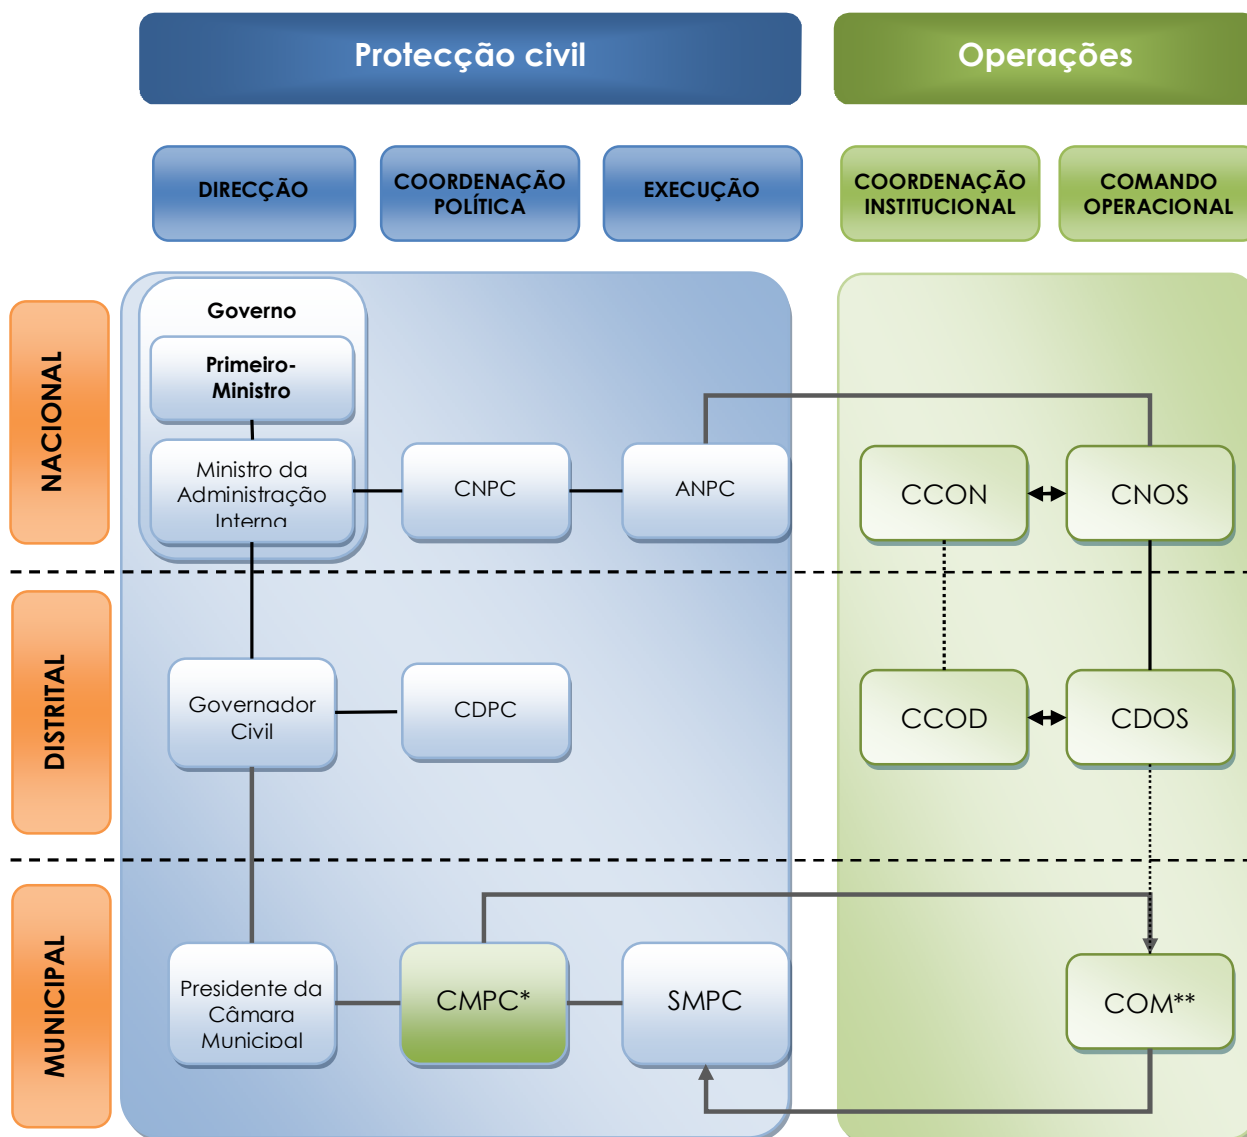 Protecção civil
Operações
DIRECÇÃO
COORDENAÇÃO
POLÍTICA
EXECUÇÃO
COORDENAÇÃO
INSTITUCIONAL
COMANDO
OPERACIONAL
NACIONAL
Governo
Primeiro-
Ministro
Ministro da
Administração
Interna
CNPC
ANPC
CCON
CNOS
DISTRITAL
Governador
Civil
CDPC
CCOD
CDOS
MUNICIPAL
Presidente da
Câmara
Municipal
CMPC*
SMPC
COM**